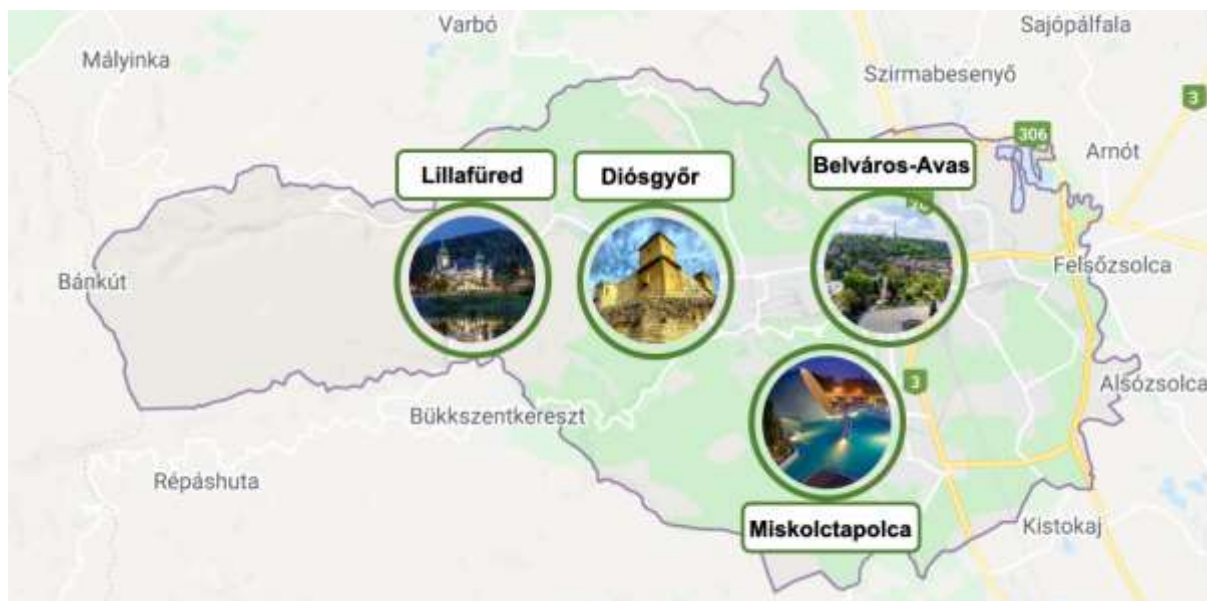 Varbó
Sajópálfala
Mályinka
Szirmabesenyő
3
306
Arnót
Lillafüred
Diósgyőr
Belváros-Avas
Bánkút
Felsőzsolca
3
Alsózsolca
Bükkszentkereszt
Répáshuta
Miskolctapolca
Kistokaj